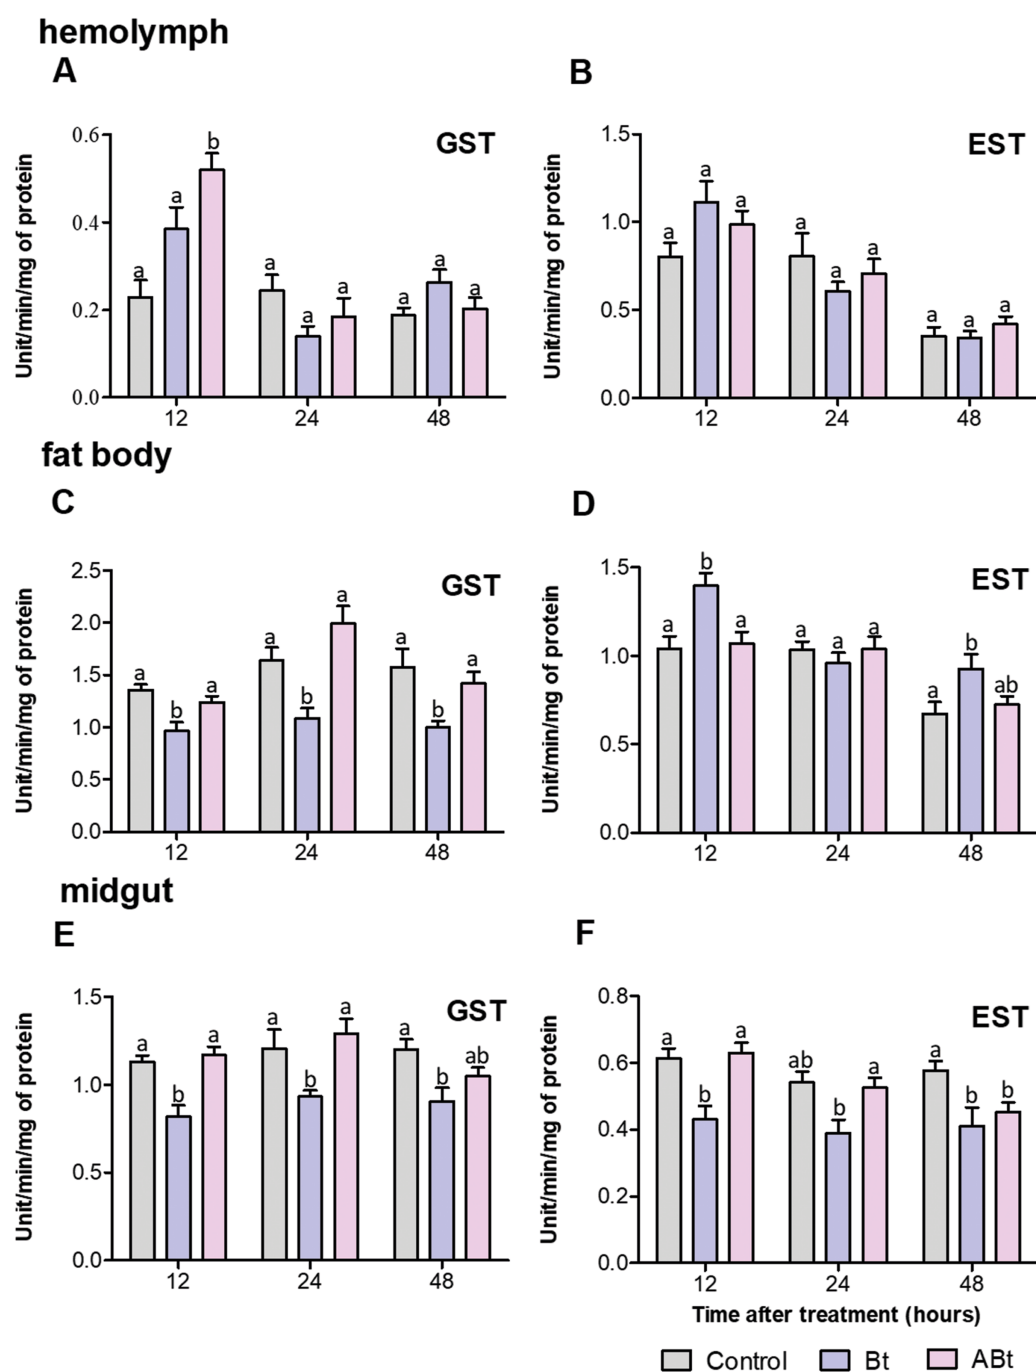 hemolymph
A
B
GST
EST
Unit/min/mg of protein
0.6
0.4
0.2
0.0
a
a
b
a
a
a
a
a
a
12
24
48
Unit/min/mg of protein
1.5
1.0
0.5
0.0
a
a
a
a
a
a
a
a
a
12
24
48
fat body
C
D
GST
EST
Unit/min/mg of protein
2.5
2.0
1.5
1.0
0.5
0.0
a
b
a
a
b
a
a
b
a
12
24
48
Unit/min/mg of protein
1.5
1.0
0.5
0.0
a
b
a
a
a
a
a
b
ab
12
24
48
midgut
E
F
GST
EST
Unit/min/mg of protein
1.5
1.0
0.5
0.0
a
b
a
a
b
a
a
b
ab
12
24
48
Unit/min/mg of protein
0.8
0.6
0.4
0.2
0.0
a
b
a
ab
b
a
a
b
b
12
24
48
Time after treatment (hours)
Control Bt ABt